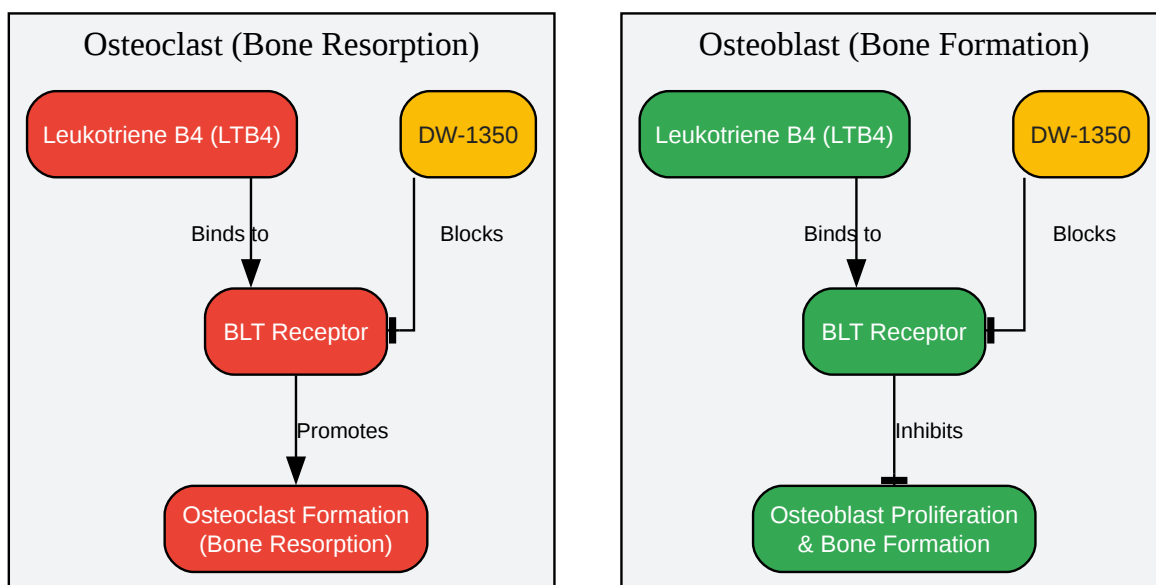 Osteoclast (Bone Resorption)
Leukotriene B4 (LTB4)
DW-1350
Binds to
Blocks
BLT Receptor
Promotes
Osteoclast Formation
(Bone Resorption)
Osteoblast (Bone Formation)
Leukotriene B4 (LTB4)
DW-1350
Binds to
Blocks
BLT Receptor
Inhibits
Osteoblast Proliferation
& Bone Formation